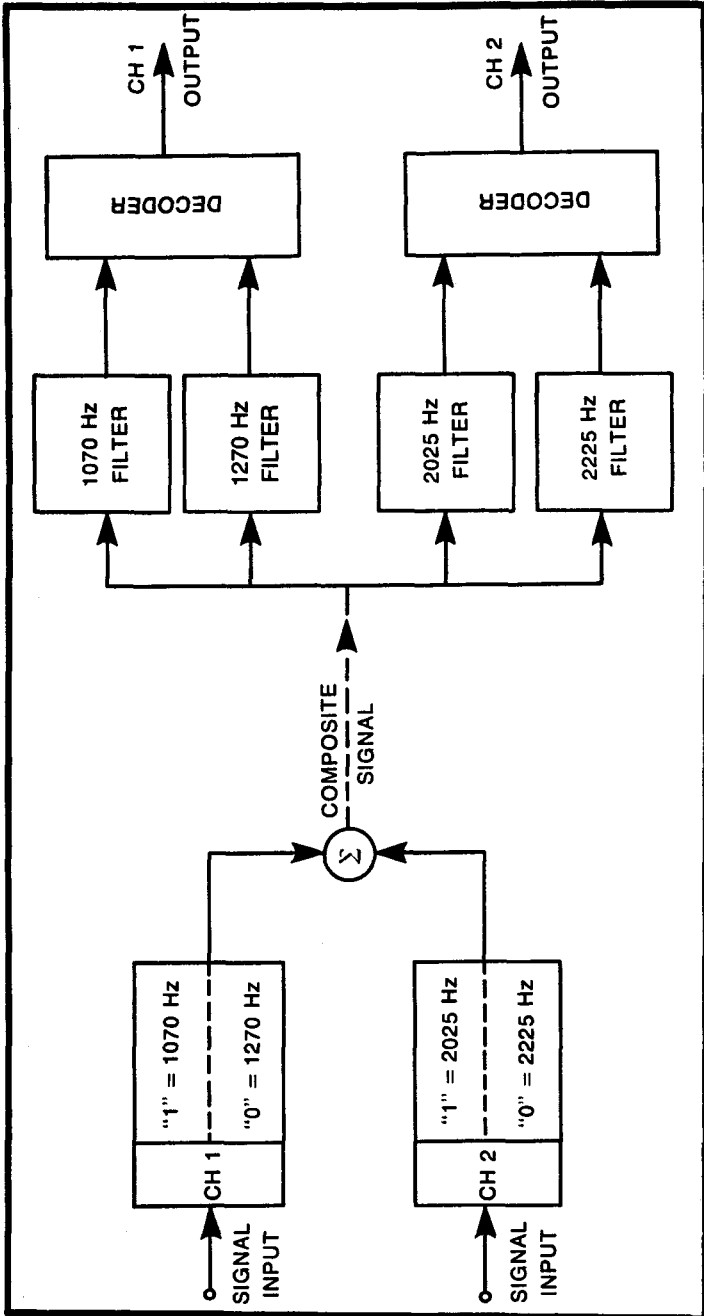 SIGNAL
INPUT
CH 1
"1" = 1070 Hz
"0" = 1270 Hz
SIGNAL
INPUT
CH 2
"1" = 2025 Hz
"0" = 2225 Hz
Σ
COMPOSITE
SIGNAL
1070 Hz
FILTER
1270 Hz
FILTER
2025 Hz
FILTER
2225 Hz
FILTER
DECODER
DECODER
CH 1
OUTPUT
CH 2
OUTPUT